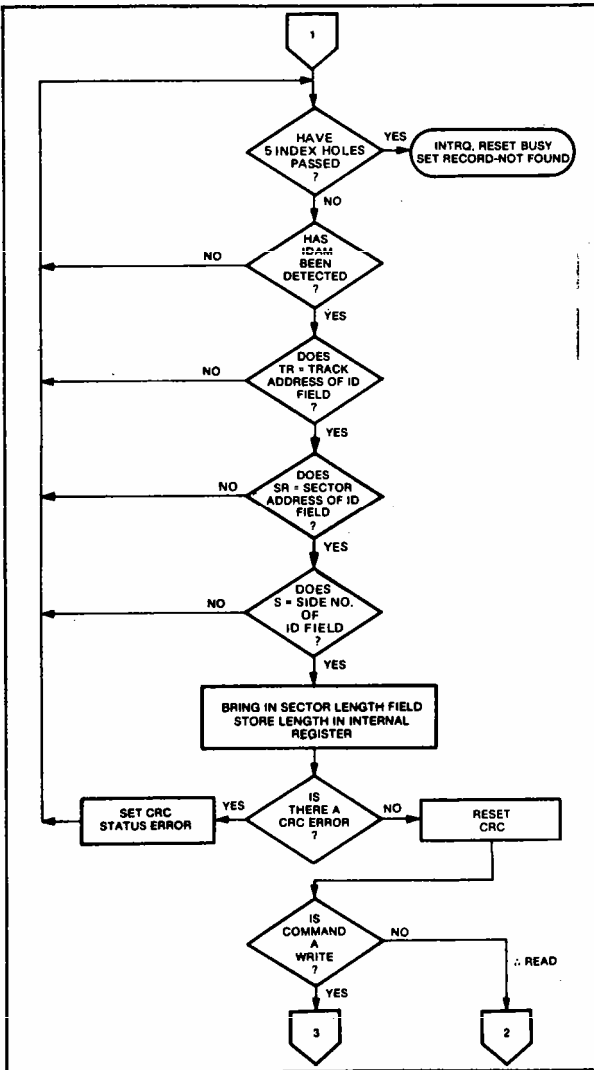 1
HAVE
5 INDEX HOLES
PASSED
?
YES
INTRQ, RESET BUSY
SET RECORD-NOT FOUND
NO
HAS
IDAM
BEEN
DETECTED
?
NO
YES
DOES
TR = TRACK
ADDRESS OF ID
FIELD
?
NO
YES
DOES
SR = SECTOR
ADDRESS OF ID
FIELD
?
NO
YES
DOES
S = SIDE NO.
OF
ID FIELD
?
NO
YES
BRING IN SECTOR LENGTH FIELD
STORE LENGTH IN INTERNAL
REGISTER
IS
THERE A
CRC ERROR
?
YES
SET CRC
STATUS ERROR
NO
RESET
CRC
IS
COMMAND
A
WRITE
?
NO
∴ READ
YES
3
2